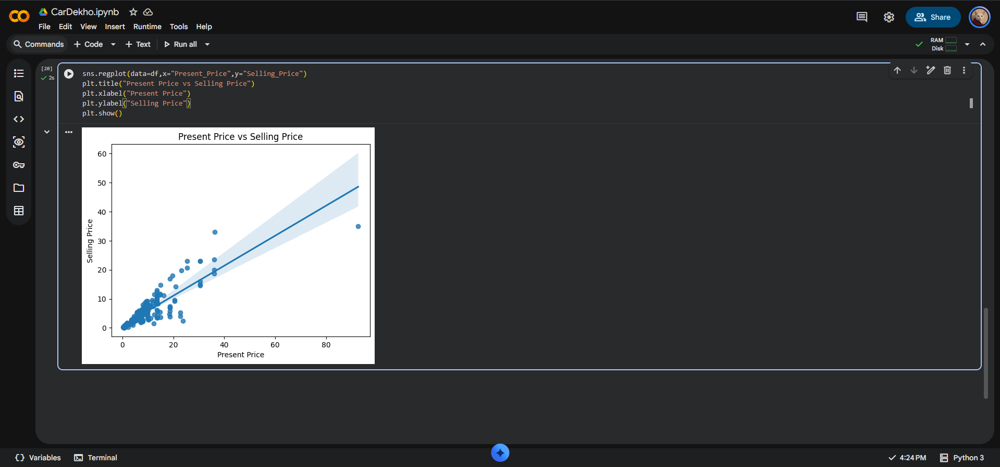 CarDekho.ipynb
File Edit View Insert Runtime Tools Help
Share
Commands + Code + Text Run all
RAM
Disk
[20]
2s
sns.regplot(data=df,x="Present_Price",y="Selling_Price")
plt.title("Present Price vs Selling Price")
plt.xlabel("Present Price")
plt.ylabel("Selling Price")
plt.show()
Present Price vs Selling Price
60
50
40
30
20
10
0
Selling Price
0 20 40 60 80
Present Price
Variables Terminal
4:24 PM Python 3